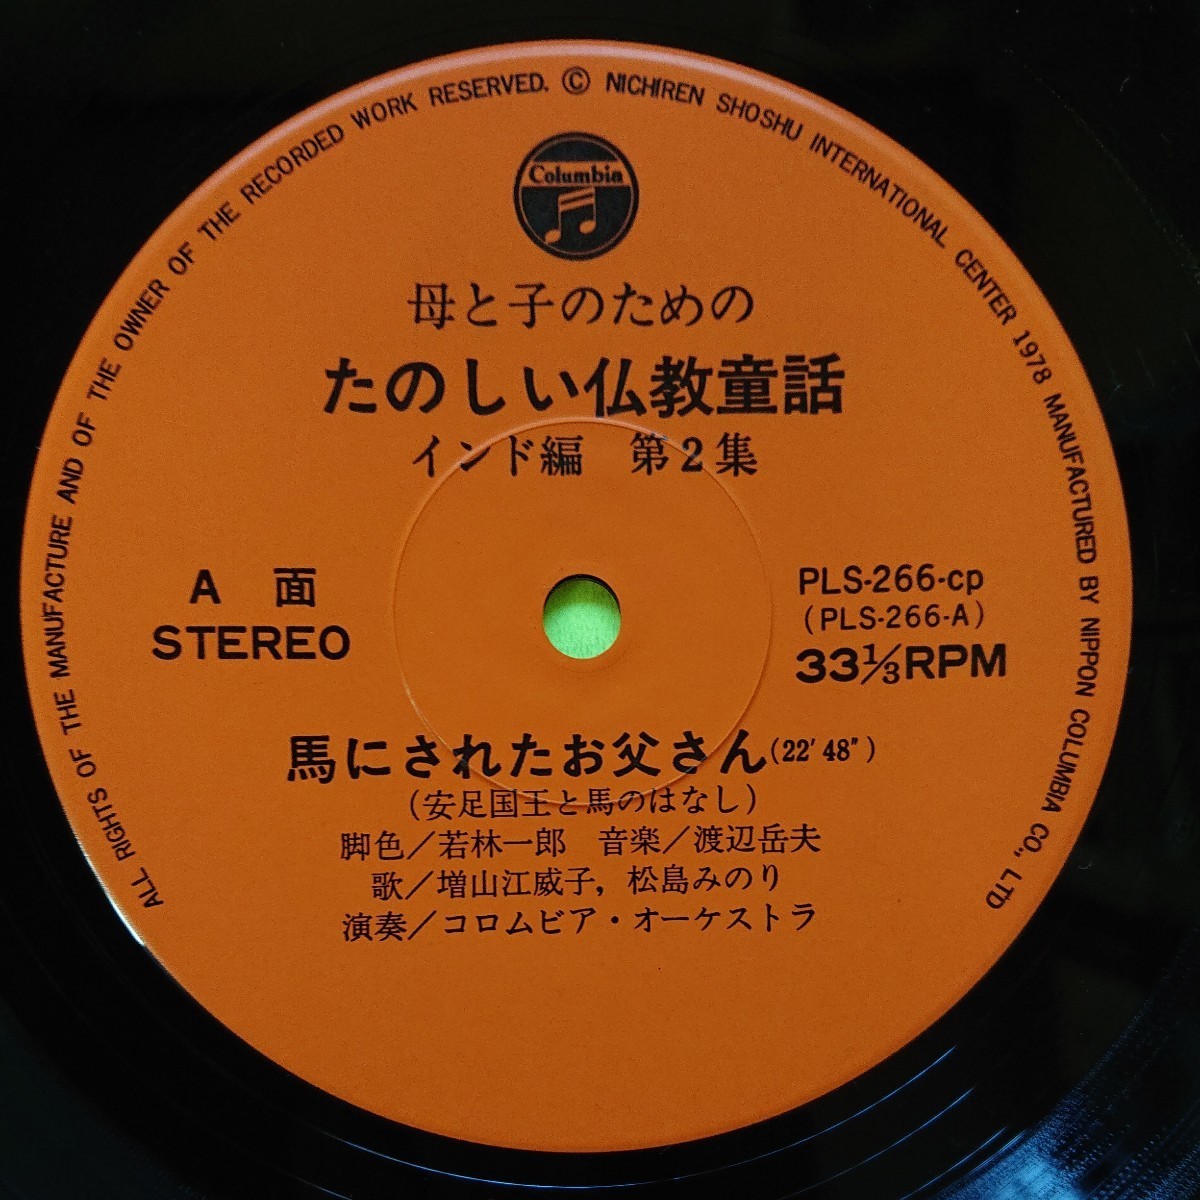 ALL RIGHTS OF THE MANUFACTURE AND OF THE OWNER OF THE RECORDED WORK RESERVED. © NICHIREN SHOSHU INTERNATIONAL CENTER 1978 MANUFACTURED BY NIPPON COLUMBIA CO., LTD
Columbia
母と子のための
たのしい仏教童話
インド編 第2集
A 面
STEREO
PLS-266-cp
(PLS-266-A)
33⅓RPM
馬にされたお父さん(22'48")
(安足国王と馬のはなし)
脚色/若林一郎 音楽/渡辺岳夫
歌/増山江威子, 松島みのり
演奏/コロムビア・オーケストラ